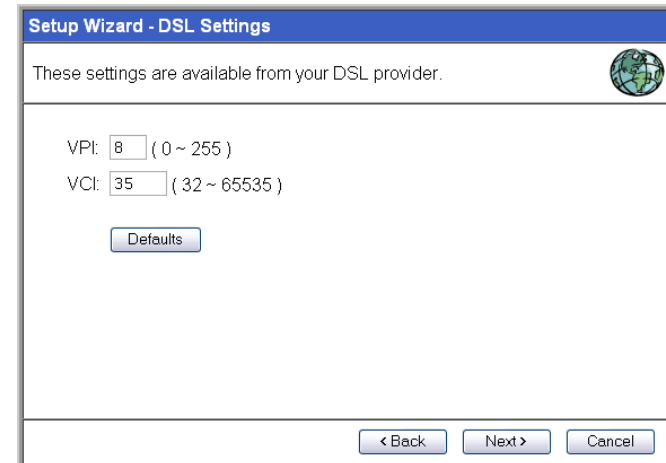 Setup Wizard - DSL Settings
These settings are available from your DSL provider.
VPI: 8 ( 0 ~ 255 )
VCI: 35 ( 32 ~ 65535 )
Defaults
< Back Next > Cancel